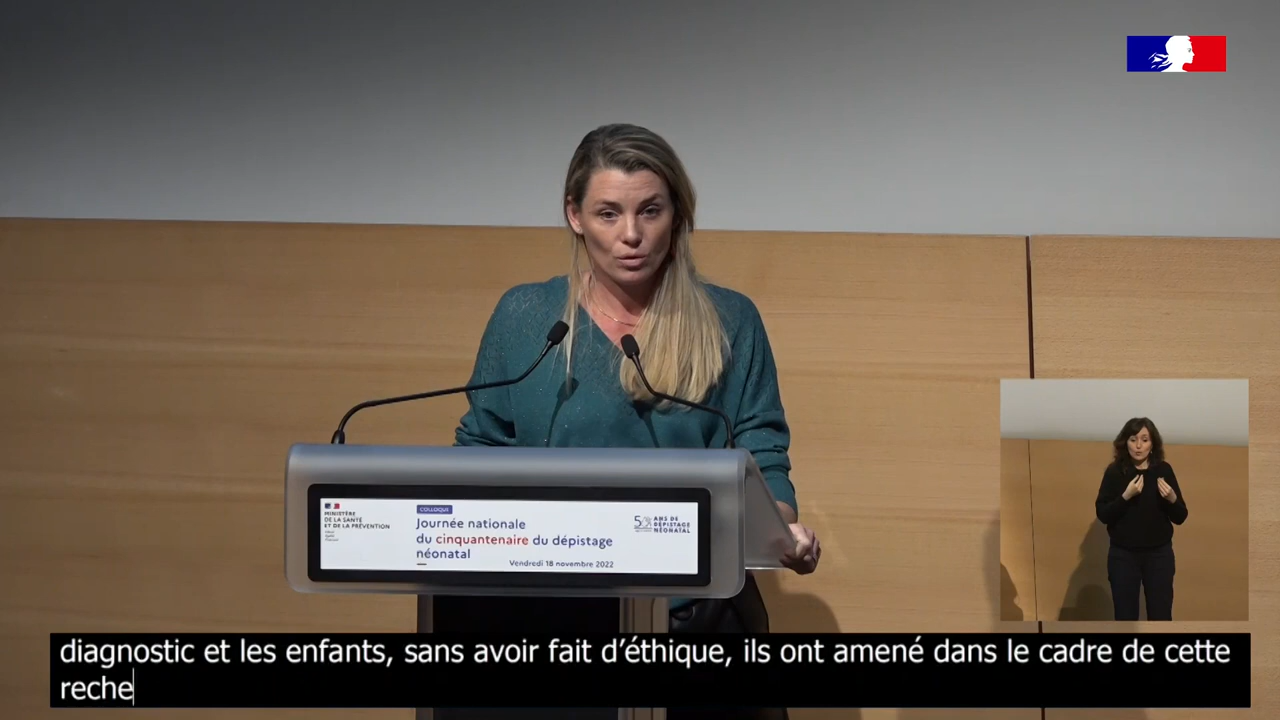 MINISTÈRE
DE LA SANTÉ
ET DE LA PRÉVENTION
COLLOQUE
Journée nationale
du cinquantenaire du dépistage
néonatal
Vendredi 18 novembre 2022
50 ANS DE
DÉPISTAGE
NÉONATAL
diagnostic et les enfants, sans avoir fait d’éthique, ils ont amené dans le cadre de cette
reche